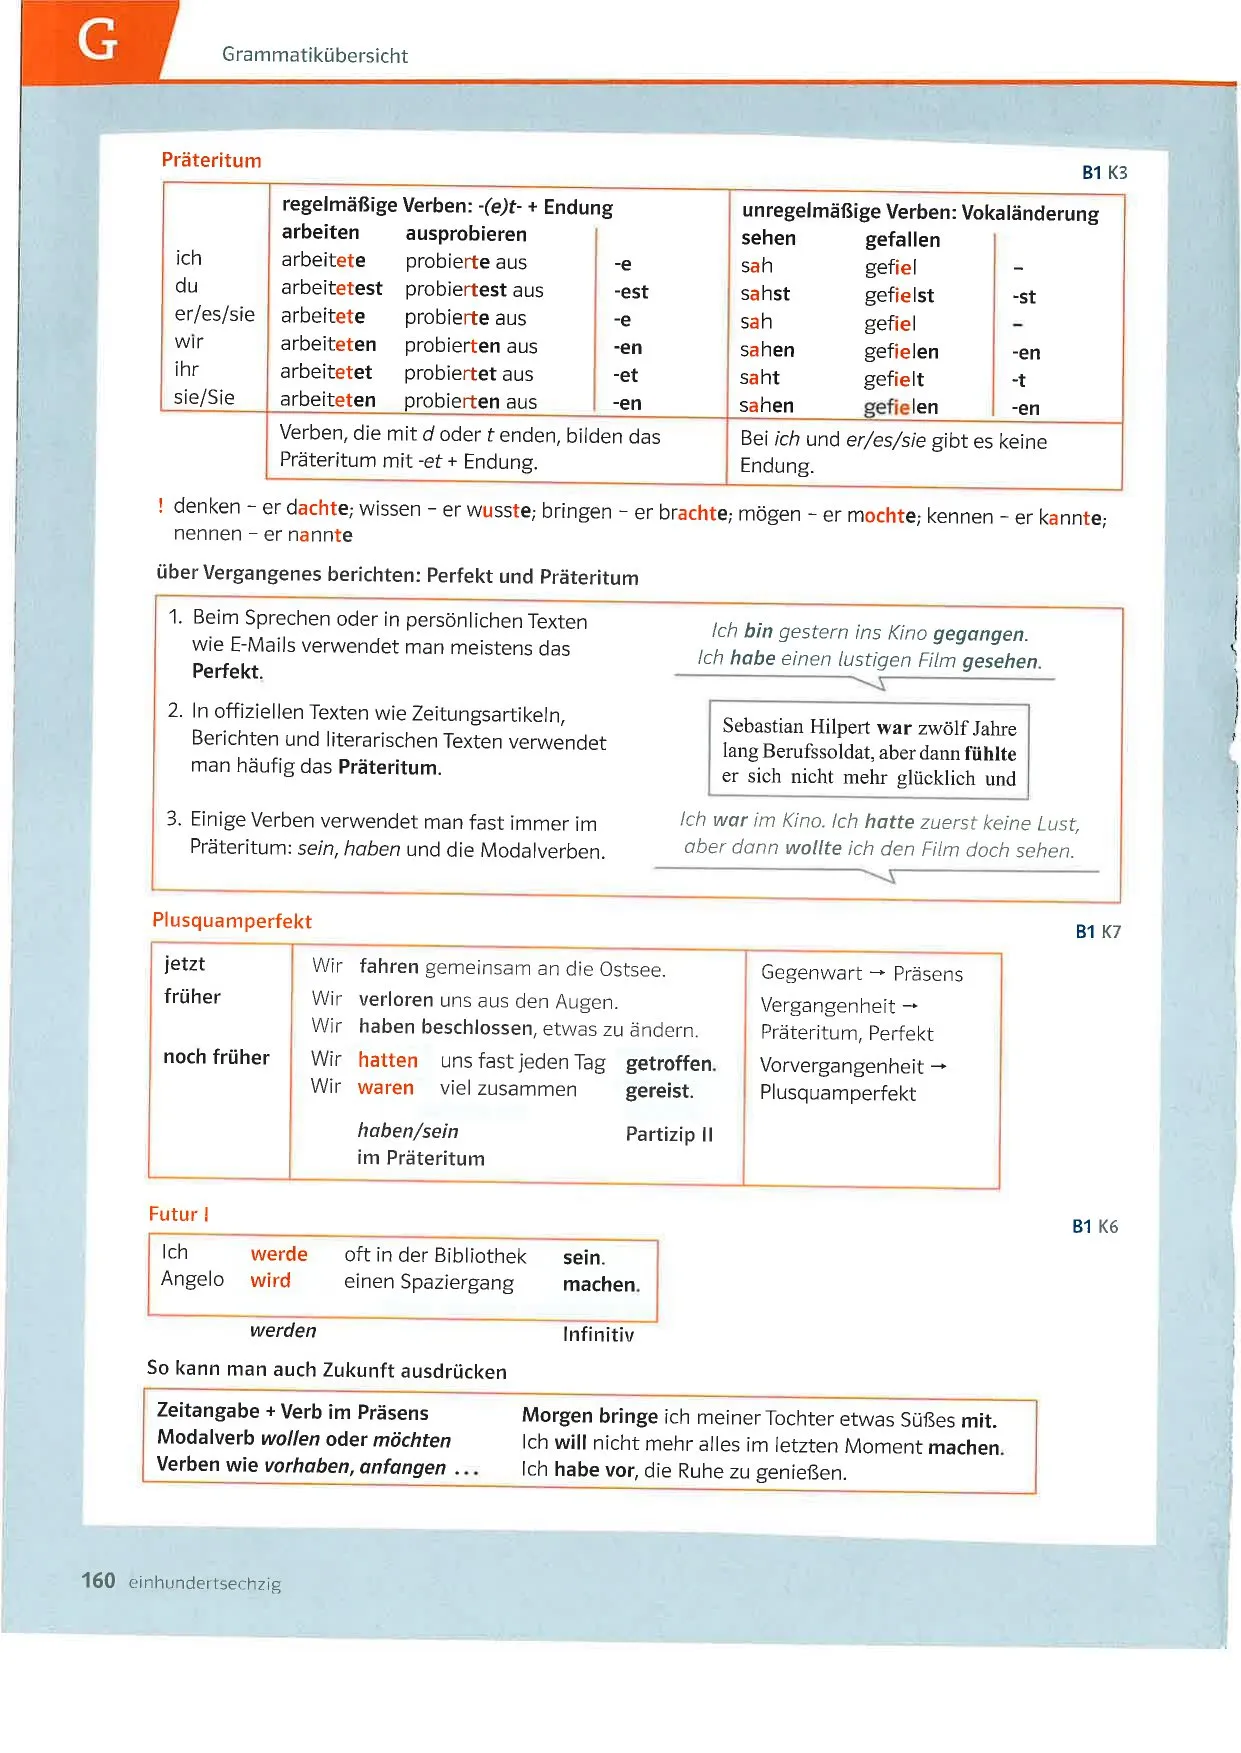 G
Grammatikübersicht
Präteritum
B1 K3
regelmäßige Verben: -(e)t- + Endung
unregelmäßige Verben: Vokaländerung
arbeiten ausprobieren
sehen gefallen
ich arbeitete probierte aus -e sah gefiel –
du arbeitetest probiertest aus -est sahst gefielst -st
er/es/sie arbeitete probierte aus -e sah gefiel –
wir arbeiteten probierten aus -en sahen gefielen -en
ihr arbeitetet probiertet aus -et saht gefielt -t
sie/Sie arbeiteten probierten aus -en sahen gefielen -en
Verben, die mit d oder t enden, bilden das
Präteritum mit -et + Endung.
Bei ich und er/es/sie gibt es keine
Endung.
! denken – er dachte; wissen – er wusste; bringen – er brachte; mögen – er mochte; kennen – er kannte;
nennen – er nannte
über Vergangenes berichten: Perfekt und Präteritum
1. Beim Sprechen oder in persönlichen Texten
wie E-Mails verwendet man meistens das
Perfekt.
Ich bin gestern ins Kino gegangen.
Ich habe einen lustigen Film gesehen.
2. In offiziellen Texten wie Zeitungsartikeln,
Berichten und literarischen Texten verwendet
man häufig das Präteritum.
Sebastian Hilpert war zwölf Jahre
lang Berufssoldat, aber dann fühlte
er sich nicht mehr glücklich und
3. Einige Verben verwendet man fast immer im
Präteritum: sein, haben und die Modalverben.
Ich war im Kino. Ich hatte zuerst keine Lust,
aber dann wollte ich den Film doch sehen.
Plusquamperfekt
B1 K7
jetzt Wir fahren gemeinsam an die Ostsee. Gegenwart → Präsens
früher Wir verloren uns aus den Augen. Vergangenheit →
Wir haben beschlossen, etwas zu ändern. Präteritum, Perfekt
noch früher Wir hatten uns fast jeden Tag getroffen. Vorvergangenheit →
Wir waren viel zusammen gereist. Plusquamperfekt
haben/sein Partizip II
im Präteritum
Futur I
B1 K6
Ich werde oft in der Bibliothek sein.
Angelo wird einen Spaziergang machen.
werden Infinitiv
So kann man auch Zukunft ausdrücken
Zeitangabe + Verb im Präsens Morgen bringe ich meiner Tochter etwas Süßes mit.
Modalverb wollen oder möchten Ich will nicht mehr alles im letzten Moment machen.
Verben wie vorhaben, anfangen ... Ich habe vor, die Ruhe zu genießen.
160 einhundertsechzig